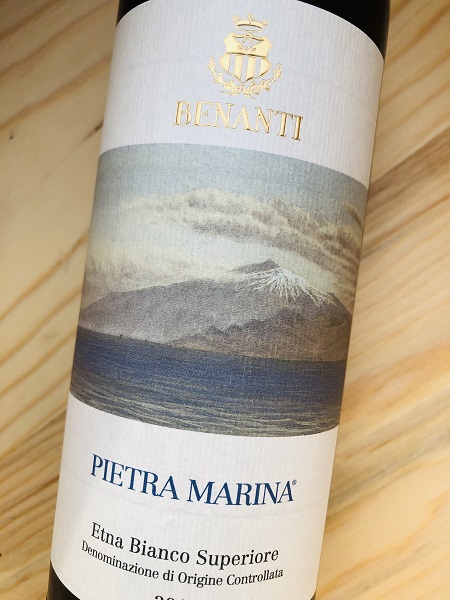 BENANTI
PIETRA MARINA®
Etna Bianco Superiore
Denominazione di Origine Controllata